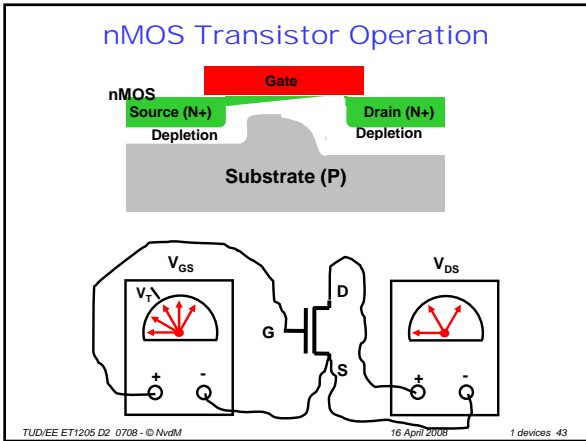 nMOS Transistor Operation
Gate
nMOS
Source (N+)
Drain (N+)
Depletion
Depletion
Substrate (P)
VGS
VDS
VT
D
G
S
+ -
+ -
TUD/EE ET1205 D2 0708 - © NvdM
16 April 2008
1 devices 43